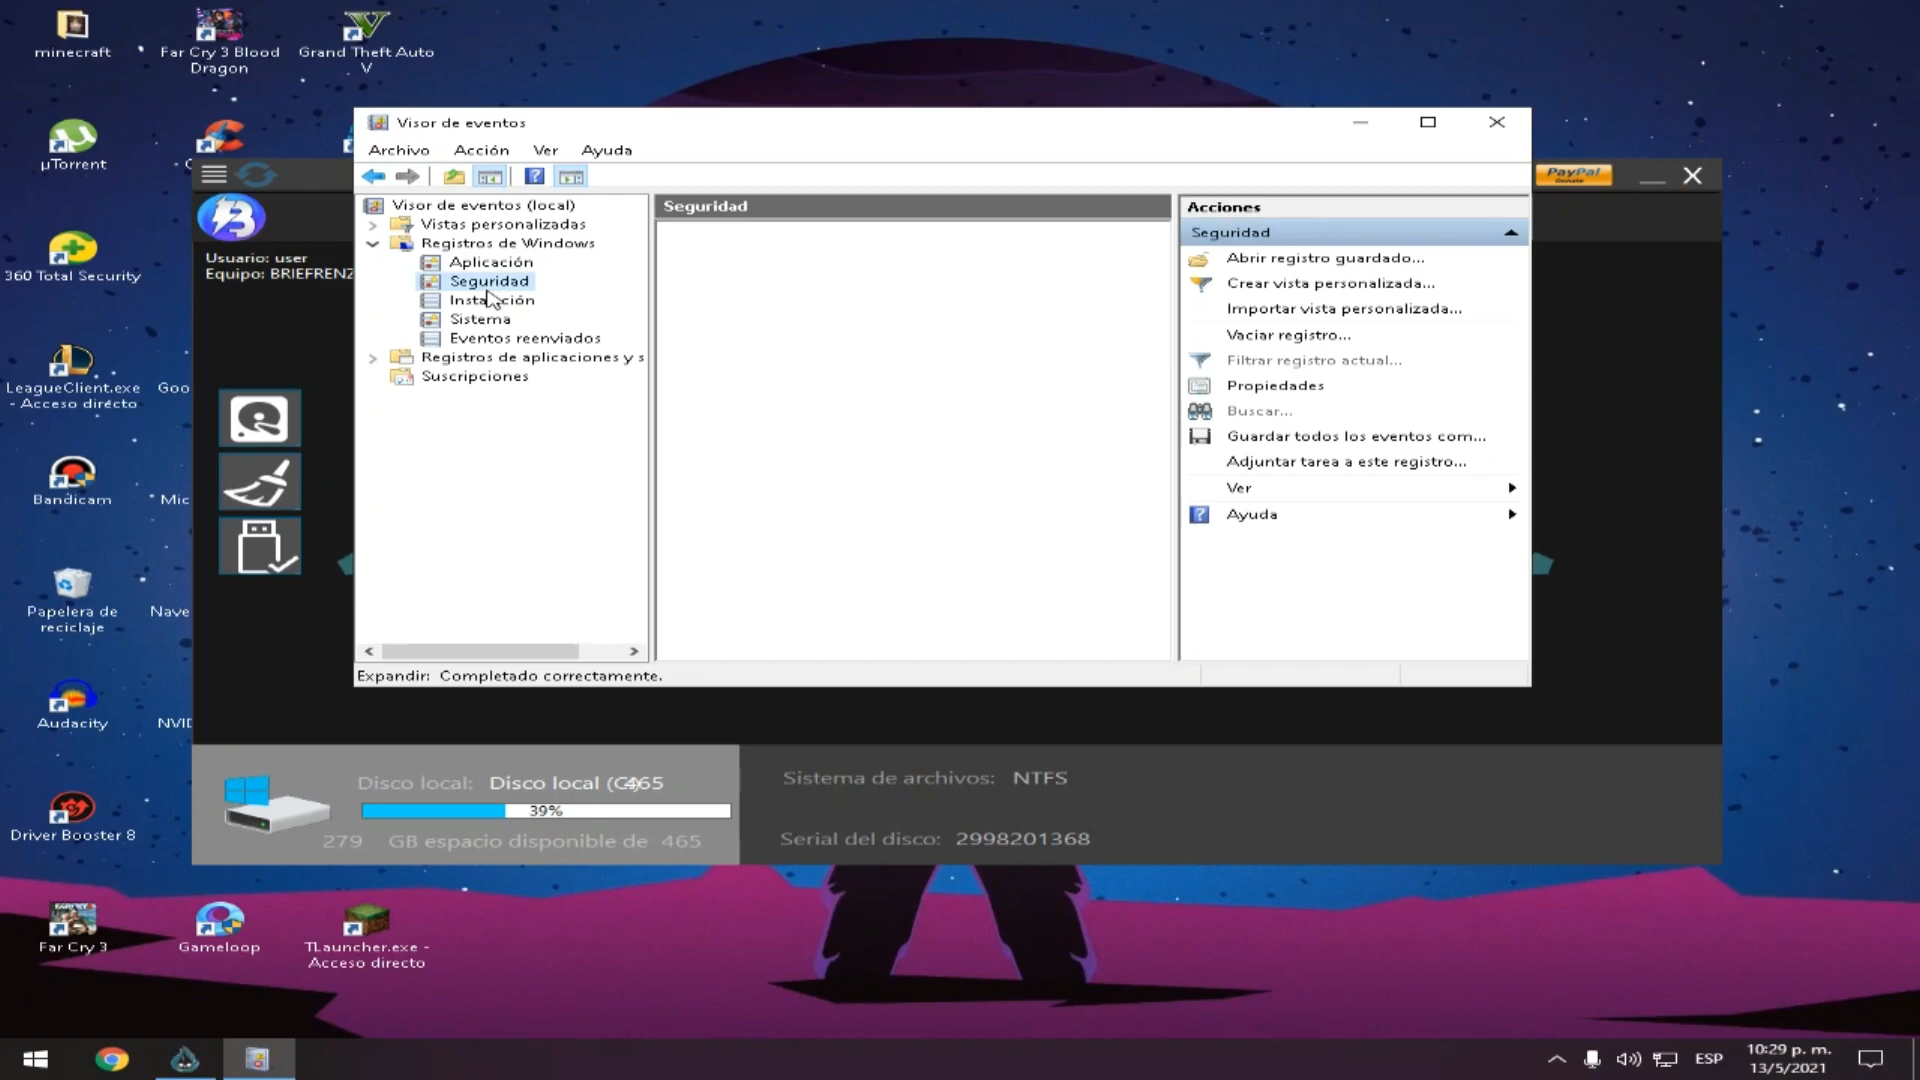 minecraft
Far Cry 3 Blood
Dragon
Grand Theft Auto
V
µTorrent
360 Total Security
LeagueClient.exe
- Acceso directo
Goo
Bandicam
Mic
Papelera de
reciclaje
Nave
Audacity
NVID
Driver Booster 8
Far Cry 3
Gameloop
TLauncher.exe -
Acceso directo
Usuario: user
Equipo: BRIEFRENZ
PayPal
Donate
Visor de eventos
Archivo
Acción
Ver
Ayuda
Visor de eventos (local)
Vistas personalizadas
Registros de Windows
Aplicación
Seguridad
Instalación
Sistema
Eventos reenviados
Registros de aplicaciones y s
Suscripciones
Seguridad
Acciones
Seguridad
Abrir registro guardado...
Crear vista personalizada...
Importar vista personalizada...
Vaciar registro...
Filtrar registro actual...
Propiedades
Buscar...
Guardar todos los eventos com...
Adjuntar tarea a este registro...
Ver
Ayuda
Expandir: Completado correctamente.
Disco local: Disco local (C) 465
39%
279 GB espacio disponible de 465
Sistema de archivos: NTFS
Serial del disco: 2998201368
ESP
10:29 p. m.
13/5/2021